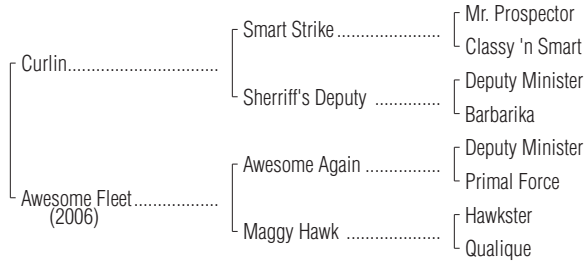 Mr. Prospector
Smart Strike ....................
Classy 'n Smart
Curlin.............................
Deputy Minister
Sherriff's Deputy .............
Barbarika
Deputy Minister
Awesome Again ...............
Primal Force
Awesome Fleet.................
(2006)
Hawkster
Maggy Hawk ...................
Qualique